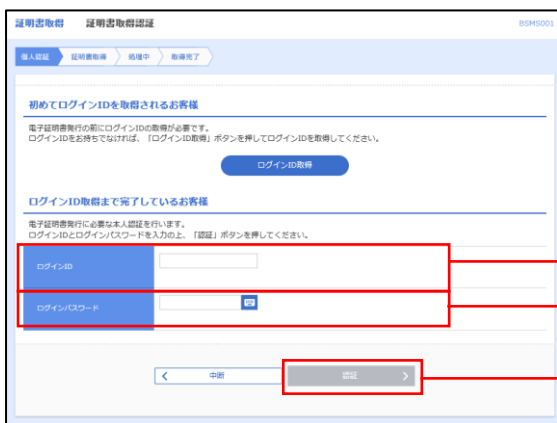 証明書取得 証明書取得認証 BSMS001
個人認証 証明書取得 処理中 取得完了
初めてログインIDを取得されるお客様
電子証明書発行の前にログインIDの取得が必要です。
ログインIDをお持ちでなければ、「ログインID取得」ボタンを押してログインIDを取得してください。
ログインID取得
ログインID取得まで完了しているお客様
電子証明書発行に必要な本人認証を行います。
ログインIDとログインパスワードを入力の上、「認証」ボタンを押してください。
ログインID
ログインパスワード
中断 認証